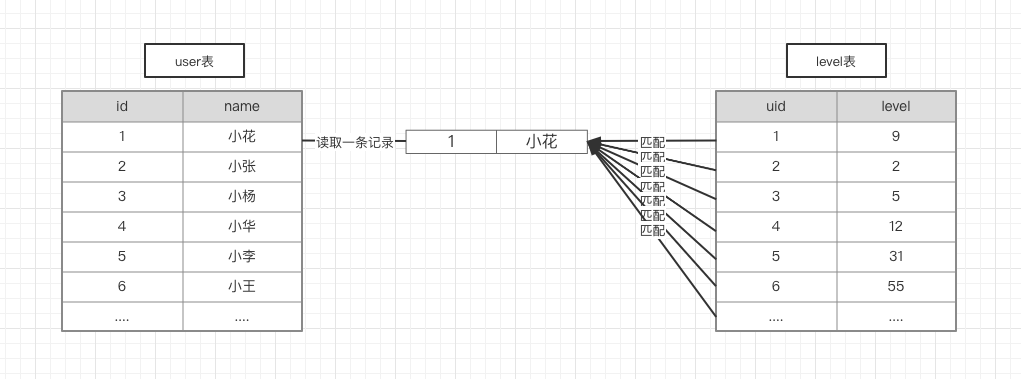 user表
level表
id name
uid level
1 小花
读取一条记录
1 小花
匹配
1 9
匹配
2 小张
2 2
匹配
3 小杨
匹配
3 5
匹配
4 小华
匹配
4 12
匹配
5 小李
5 31
6 小王
6 55
.... ....
.... ....